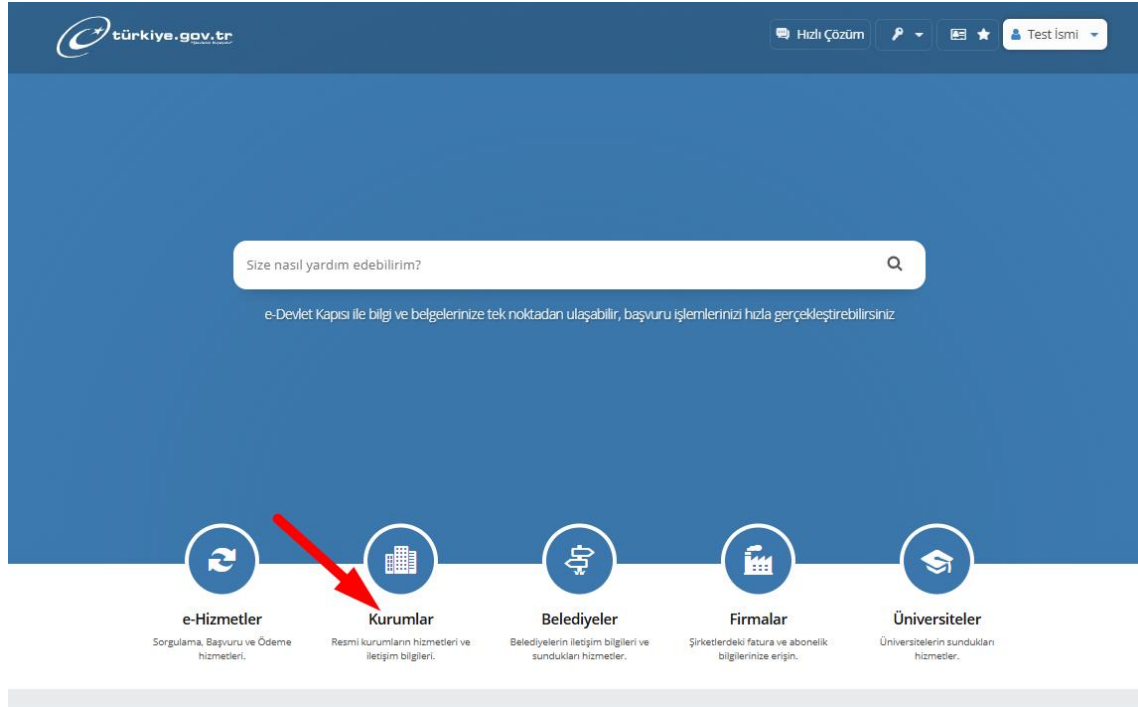 türkiye.gov.tr
Hızlı Çözüm
Test İsmi
Size nasıl yardım edebilirim?
e-Devlet Kapısı ile bilgi ve belgelerinize tek noktadan ulaşabilir, başvuru işlemlerinizi hızla gerçekleştirebilirsiniz
e-Hizmetler
Sorgulama, Başvuru ve Ödeme
hizmetleri.
Kurumlar
Resmi kurumların hizmetleri ve
iletişim bilgileri.
Belediyeler
Belediyelerin iletişim bilgileri ve
sundukları hizmetler.
Firmalar
Şirketlerdeki fatura ve abonelik
bilgilerinize erişin.
Üniversiteler
Üniversitelerin sundukları
hizmetler.